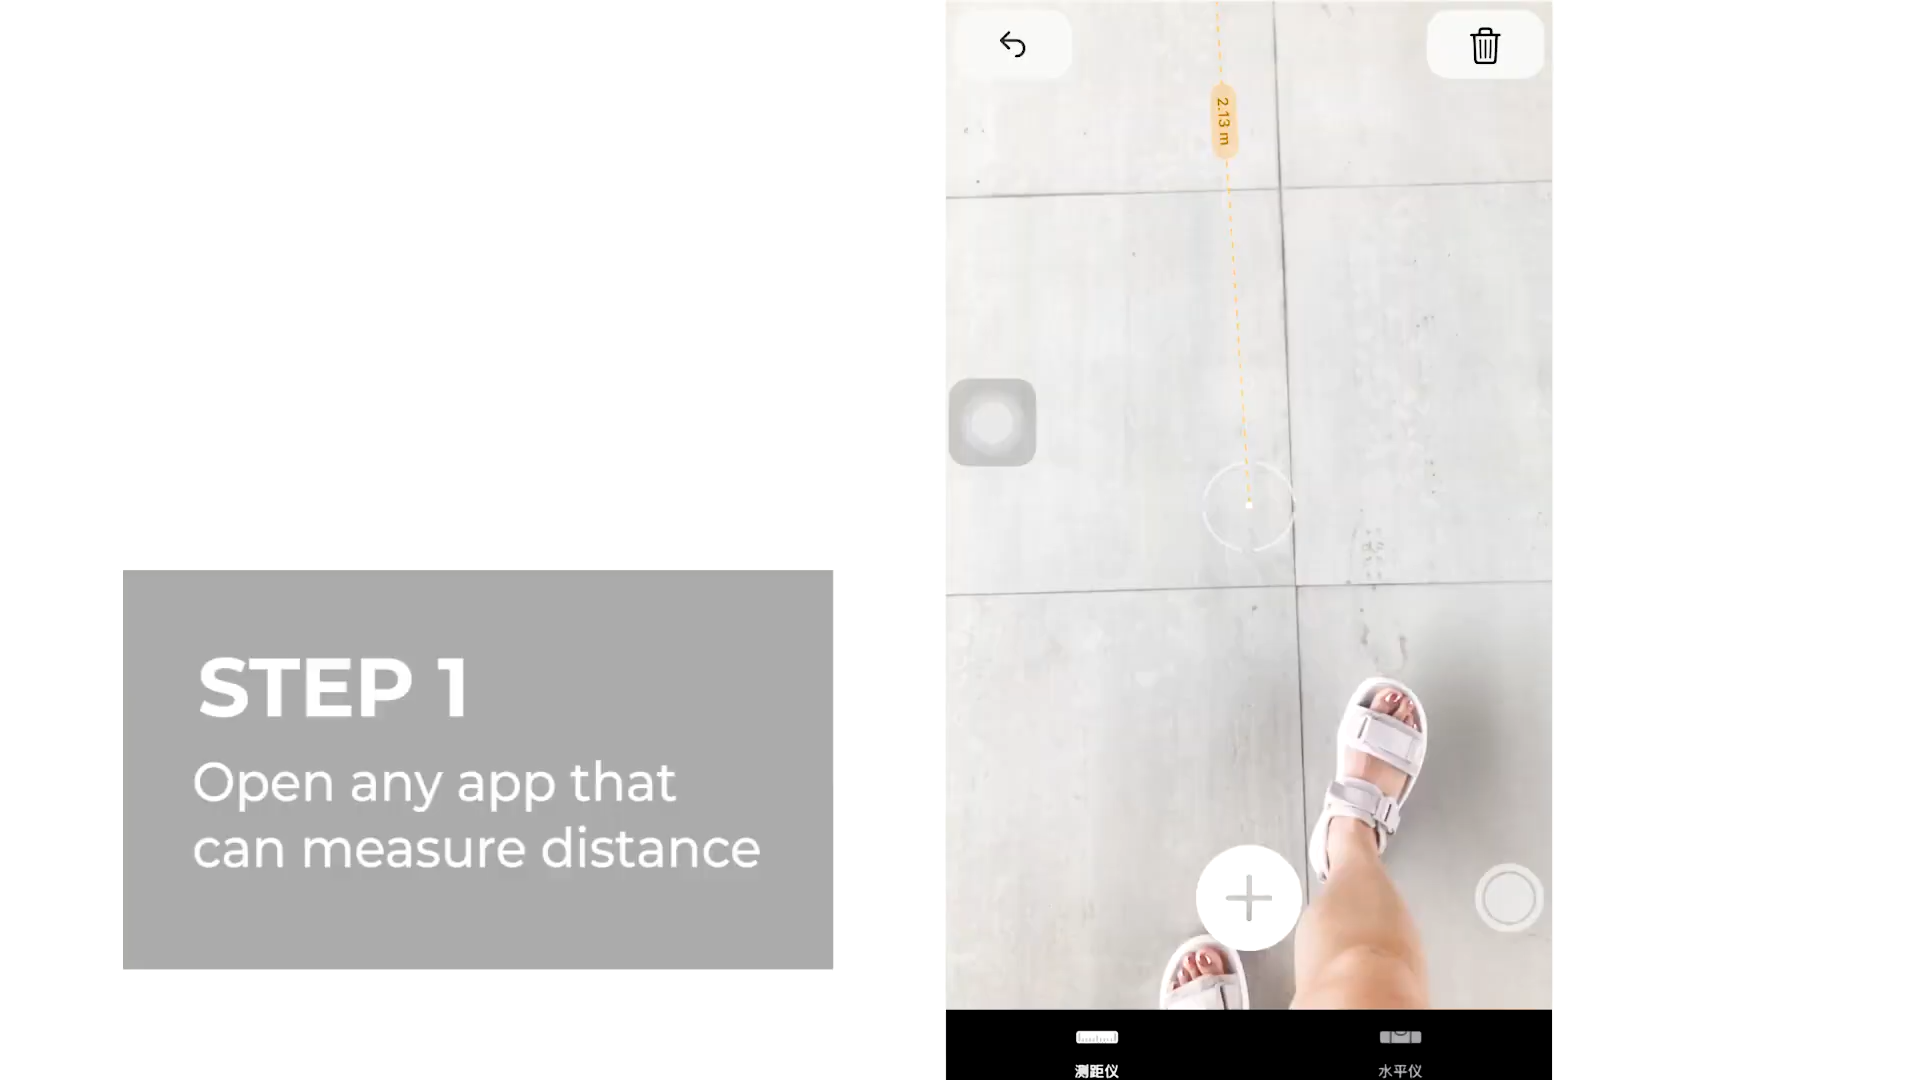 STEP 1
Open any app that
can measure distance
2.13 m
测距仪
水平仪